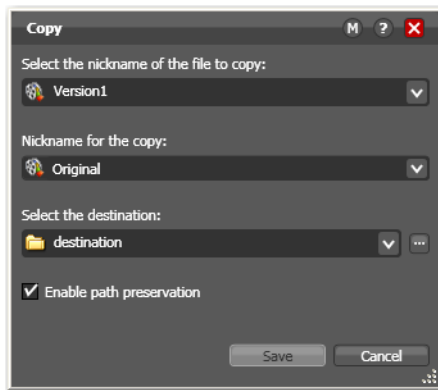 Copy
M ?
Select the nickname of the file to copy:
Version1
Nickname for the copy:
Original
Select the destination:
destination
...
Enable path preservation
Save Cancel